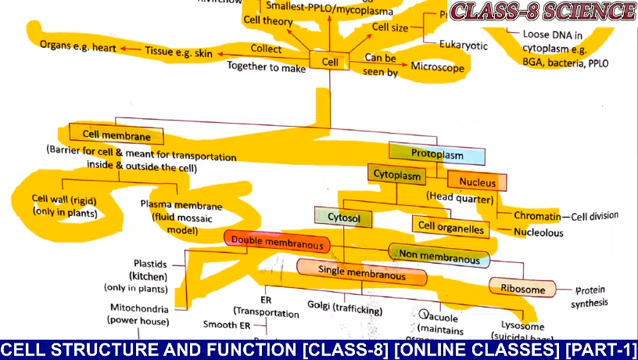 CLASS-8 SCIENCE
Smallest-PPLO/mycoplasma
Cell theory
Cell size
Loose DNA in
cytoplasm e.g.
BGA, bacteria, PPLO
Eukaryotic
Organs e.g. heart
Tissue e.g. skin
Collect
Together to make
Cell
Can be
seen by
Microscope
Cell membrane
(Barrier for cell & meant for transportation
inside & outside the cell)
Protoplasm
Cytoplasm
Nucleus
(Head quarter)
Cell wall (rigid)
(only in plants)
Plasma membrane
(fluid mossaic
model)
Cytosol
Cell organelles
Chromatin
Cell division
Nucleolous
Double membranous
Non membranous
Single membranous
Plastids
(kitchen)
(only in plants)
Ribosome
Protein
synthesis
Mitochondria
(power house)
ER
(Transportation
Smooth ER
Golgi (trafficking)
Vacuole
(maintains
Lysosome
(suicidal bags)
CELL STRUCTURE AND FUNCTION [CLASS-8] [ONLINE CLASSES] [PART-1]